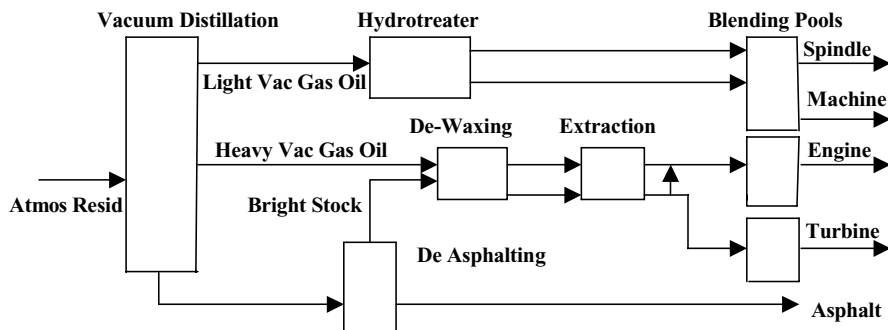 Vacuum Distillation
Hydrotreater
Blending Pools
Spindle
Light Vac Gas Oil
Machine
De-Waxing
Extraction
Heavy Vac Gas Oil
Engine
Atmos Resid
Bright Stock
Turbine
De Asphalting
Asphalt